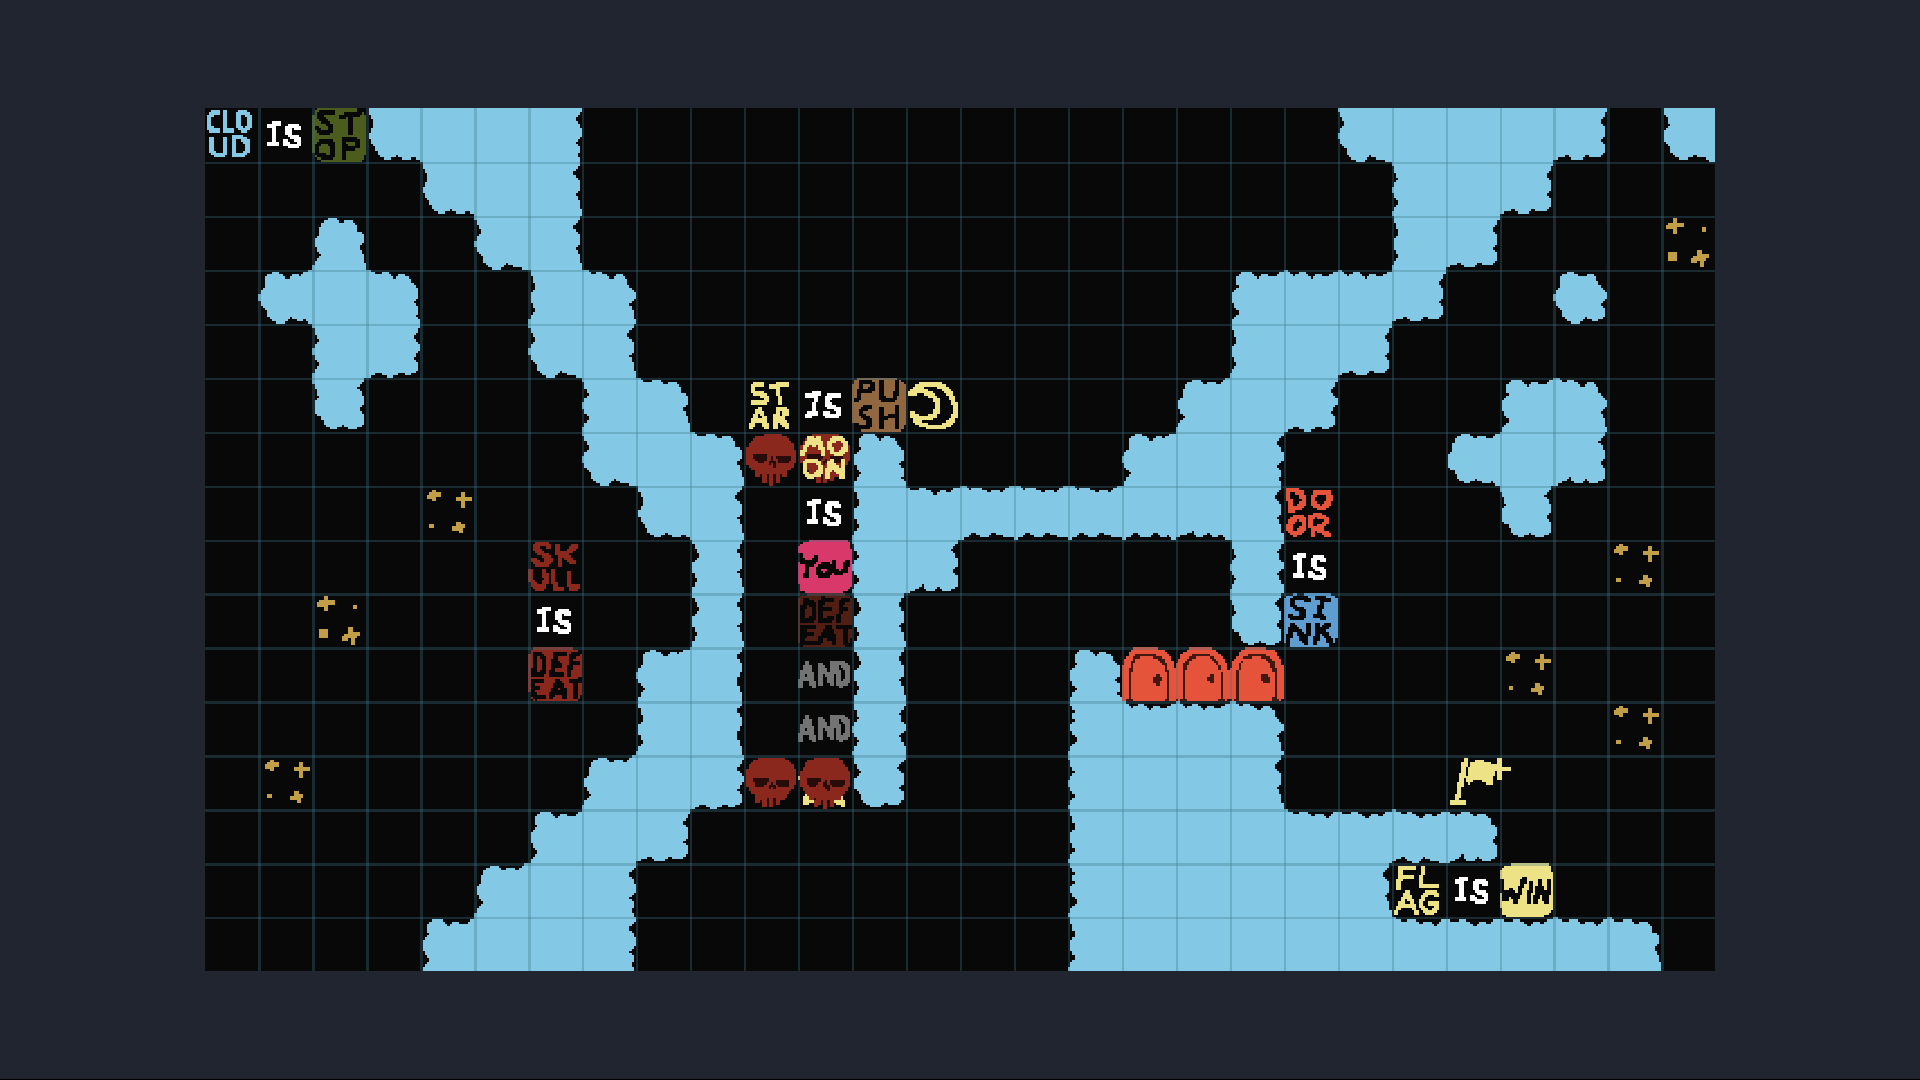 CLOUD IS STOP
STAR IS PUSH
MOON
IS
YOU
DEFEAT
AND
AND
SKULL
IS
DEFEAT
DOOR
IS
SINK
FLAG IS WIN